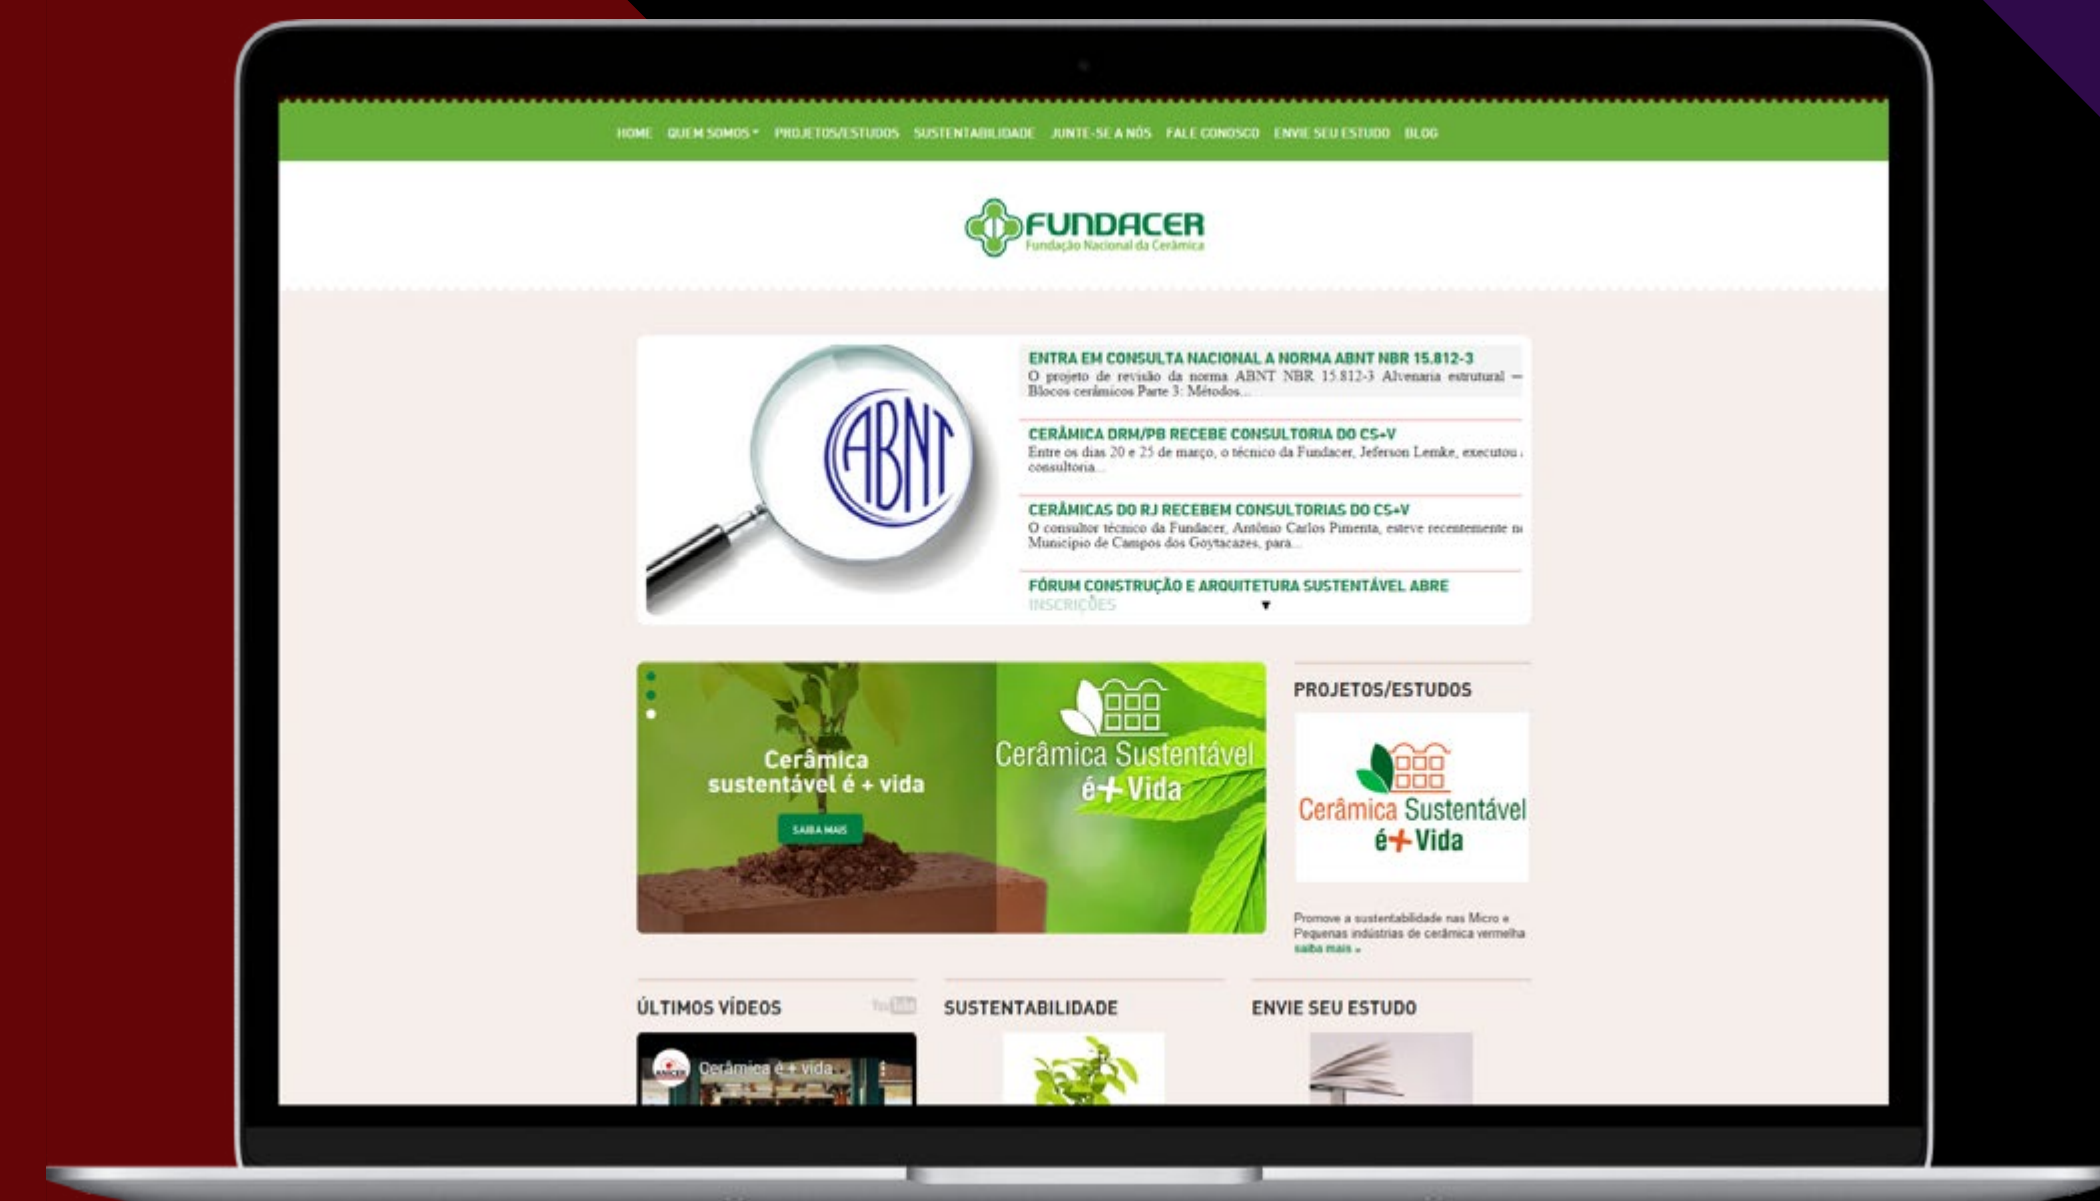 HOME QUEM SOMOS PROJETOS/ESTUDOS SUSTENTABILIDADE JUNTE-SE A NÓS FALE CONOSCO ENVIE SEU ESTUDO BLOG
FUNDACER
Fundação Nacional da Cerâmica
ABNT
ENTRA EM CONSULTA NACIONAL A NORMA ABNT NBR 15.812-3
O projeto de revisão da norma ABNT NBR 15.812-3 Alvenaria estrutural —
Blocos cerâmicos Parte 3: Métodos...
CERÂMICA DRM/PB RECEBE CONSULTORIA DO CS+V
Entre os dias 20 e 25 de março, o técnico da Fundacer, Jeferson Lemke, executou
consultoria...
CERÂMICAS DO RJ RECEBEM CONSULTORIAS DO CS+V
O consultor técnico da Fundacer, Antônio Carlos Pimenta, esteve recentemente
Município de Campos dos Goytacazes, para...
FÓRUM CONSTRUÇÃO E ARQUITETURA SUSTENTÁVEL ABRE
INSCRIÇÕES
Cerâmica
sustentável é + vida
SAIBA MAIS
Cerâmica Sustentável
é+Vida
PROJETOS/ESTUDOS
Cerâmica Sustentável
é+Vida
Promove a sustentabilidade nas Micro e
Pequenas indústrias de cerâmica vermelha
saiba mais »
ÚLTIMOS VÍDEOS YouTube
SUSTENTABILIDADE
ENVIE SEU ESTUDO
ANICER Cerâmica é + vida